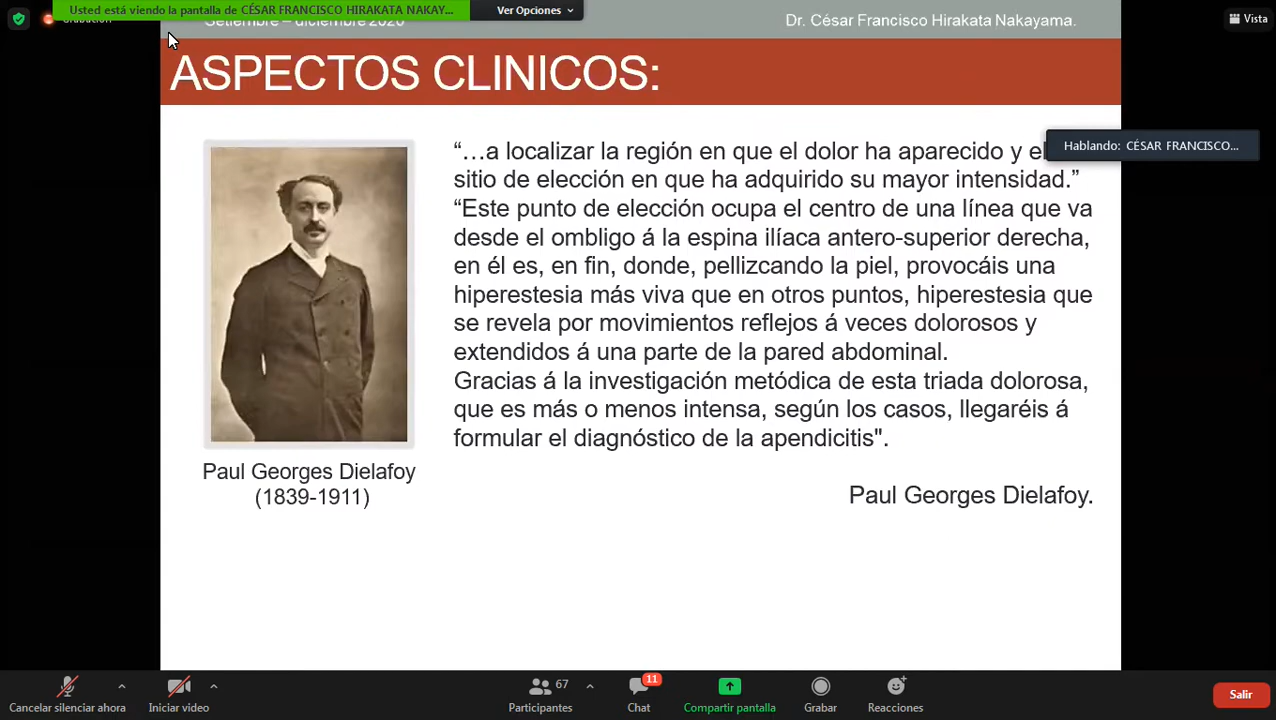 Usted está viendo la pantalla de CÉSAR FRANCISCO HIRAKATA NAKAY...
Ver Opciones
Grabación
Setiembre – diciembre 2020
Dr. César Francisco Hirakata Nakayama.
Vista
ASPECTOS CLINICOS:
Hablando: CÉSAR FRANCISCO...
“…a localizar la región en que el dolor ha aparecido y el
sitio de elección en que ha adquirido su mayor intensidad.”
“Este punto de elección ocupa el centro de una línea que va
desde el ombligo á la espina ilíaca antero-superior derecha,
en él es, en fin, donde, pellizcando la piel, provocáis una
hiperestesia más viva que en otros puntos, hiperestesia que
se revela por movimientos reflejos á veces dolorosos y
extendidos á una parte de la pared abdominal.
Gracias á la investigación metódica de esta triada dolorosa,
que es más o menos intensa, según los casos, llegaréis á
formular el diagnóstico de la apendicitis".
Paul Georges Dielafoy
(1839-1911)
Paul Georges Dielafoy.
Cancelar silenciar ahora
Iniciar video
67
Participantes
11
Chat
Compartir pantalla
Grabar
Reacciones
Salir